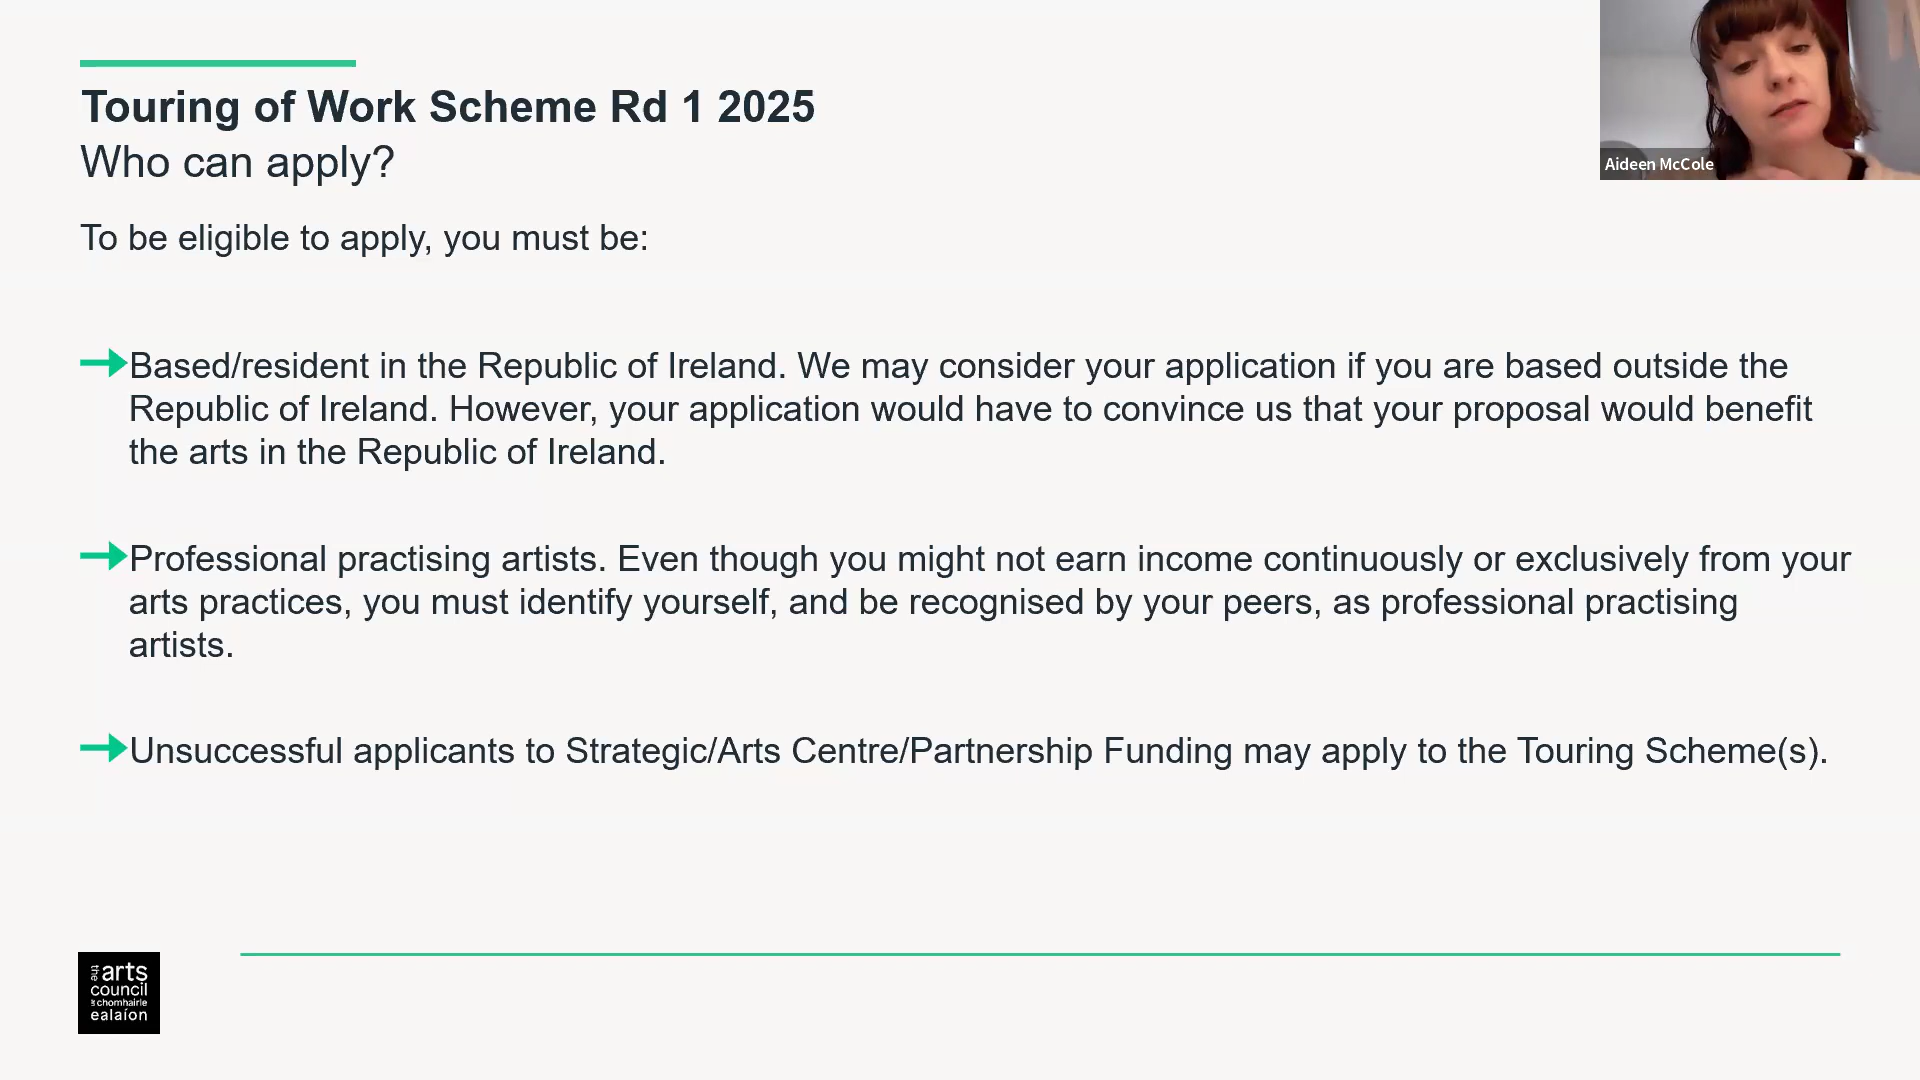 Touring of Work Scheme Rd 1 2025
Who can apply?
To be eligible to apply, you must be:
Based/resident in the Republic of Ireland. We may consider your application if you are based outside the
Republic of Ireland. However, your application would have to convince us that your proposal would benefit
the arts in the Republic of Ireland.
Professional practising artists. Even though you might not earn income continuously or exclusively from your
arts practices, you must identify yourself, and be recognised by your peers, as professional practising
artists.
Unsuccessful applicants to Strategic/Arts Centre/Partnership Funding may apply to the Touring Scheme(s).
Aideen McCole
the arts
council
chomhairle
ealaíon